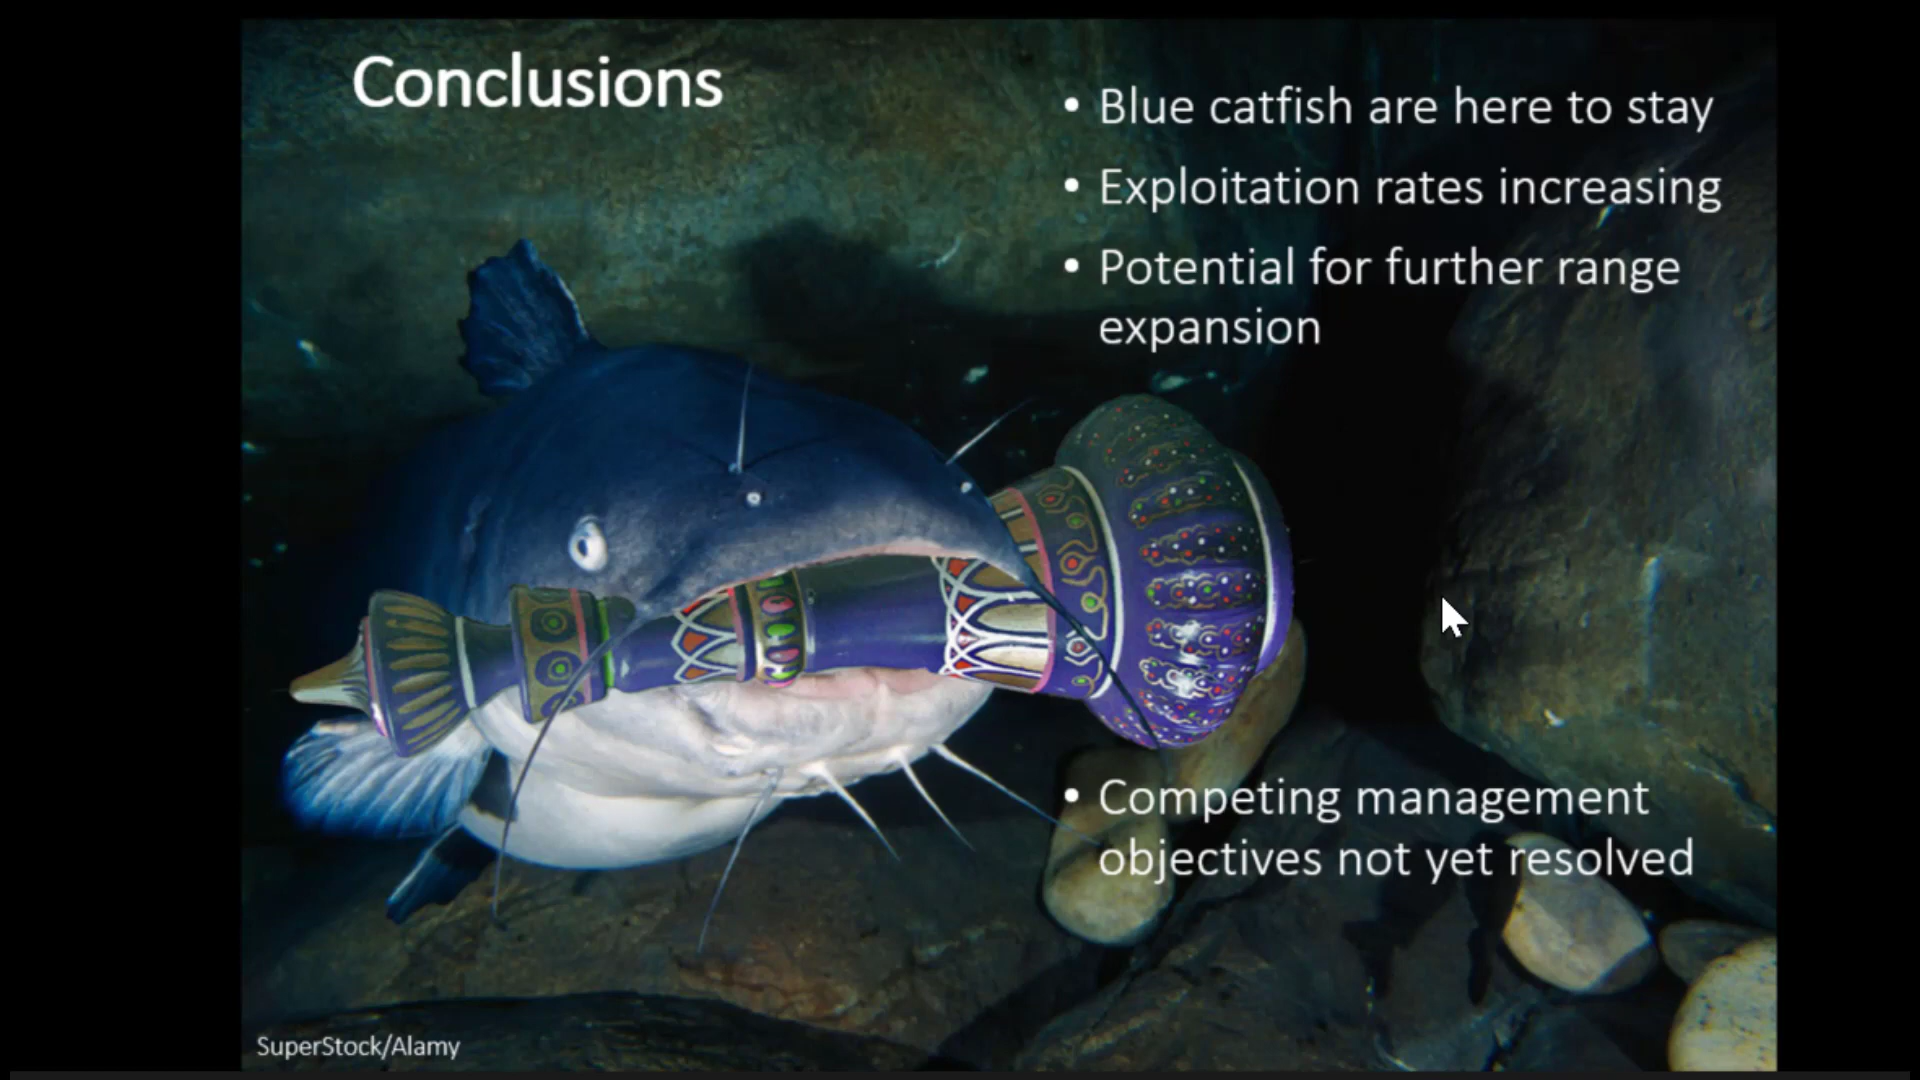 Conclusions
• Blue catfish are here to stay
• Exploitation rates increasing
• Potential for further range
expansion
• Competing management
objectives not yet resolved
SuperStock/Alamy